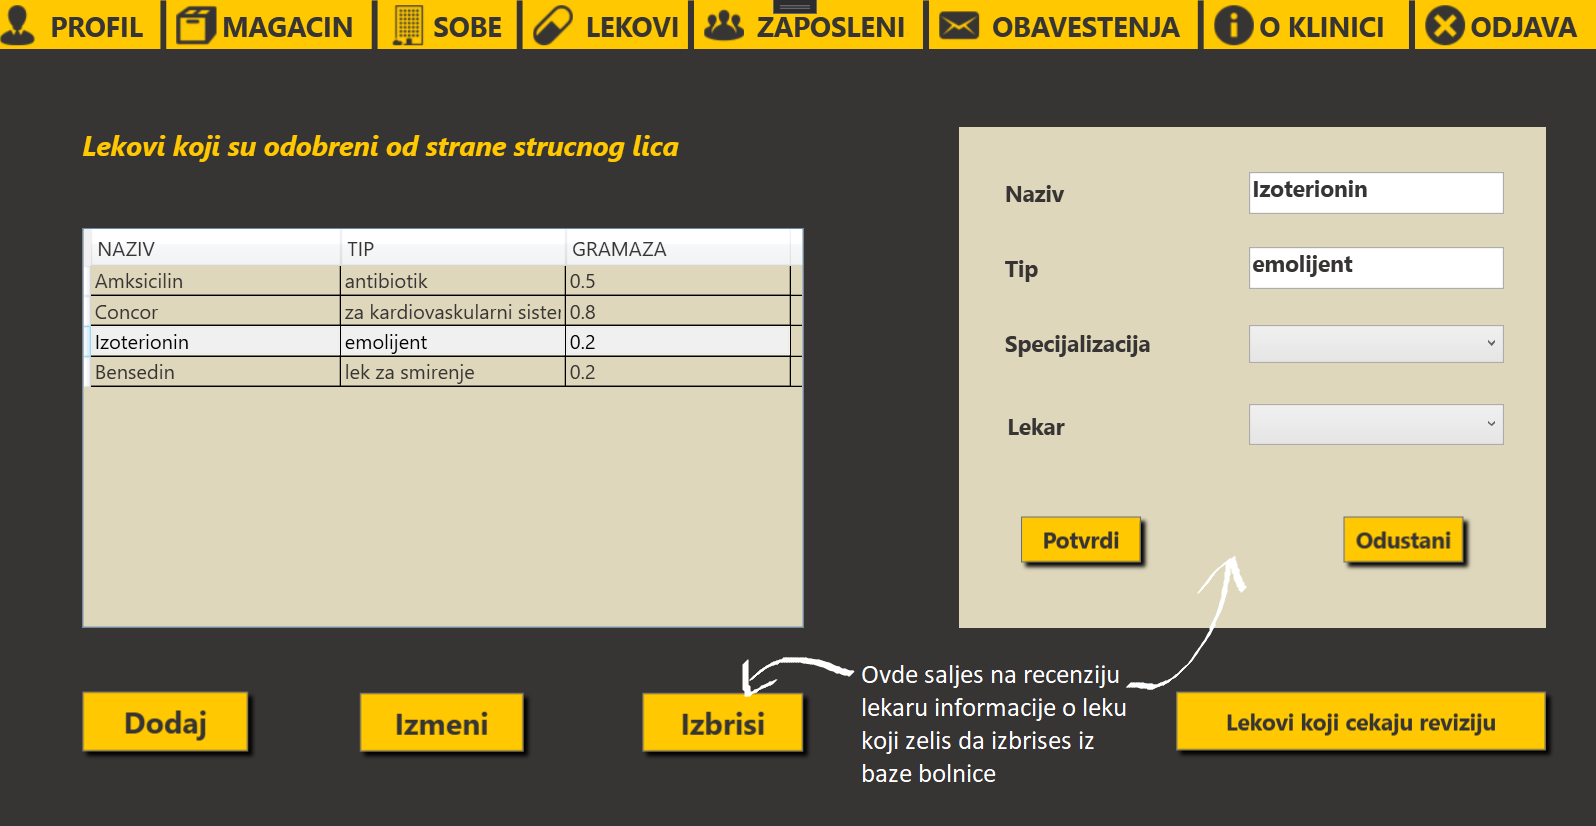 PROFIL MAGACIN SOBE LEKOVI ZAPOSLENI OBAVESTENJA O KLINICI ODJAVA
Lekovi koji su odobreni od strane strucnog lica
NAZIV TIP GRAMAZA
Amksicilin antibiotik 0.5
Concor za kardiovaskularni sister 0.8
Izoterionin emolijent 0.2
Bensedin lek za smirenje 0.2
Naziv Izoterionin
Tip emolijent
Specijalizacija
Lekar
Potvrdi Odustani
Ovde saljes na recenziju
lekaru informacije o leku
koji zelis da izbrises iz
baze bolnice
Dodaj Izmeni Izbrisi Lekovi koji cekaju reviziju